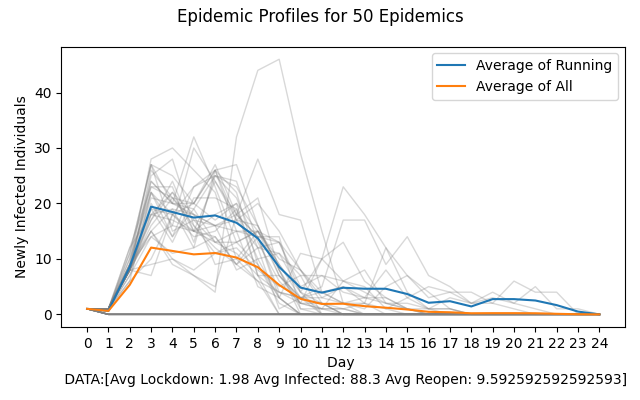 Epidemic Profiles for 50 Epidemics
Average of Running
Average of All
Newly Infected Individuals
40
30
20
10
0
0 1 2 3 4 5 6 7 8 9 10 11 12 13 14 15 16 17 18 19 20 21 22 23 24
Day
DATA:[Avg Lockdown: 1.98 Avg Infected: 88.3 Avg Reopen: 9.592592592592593]